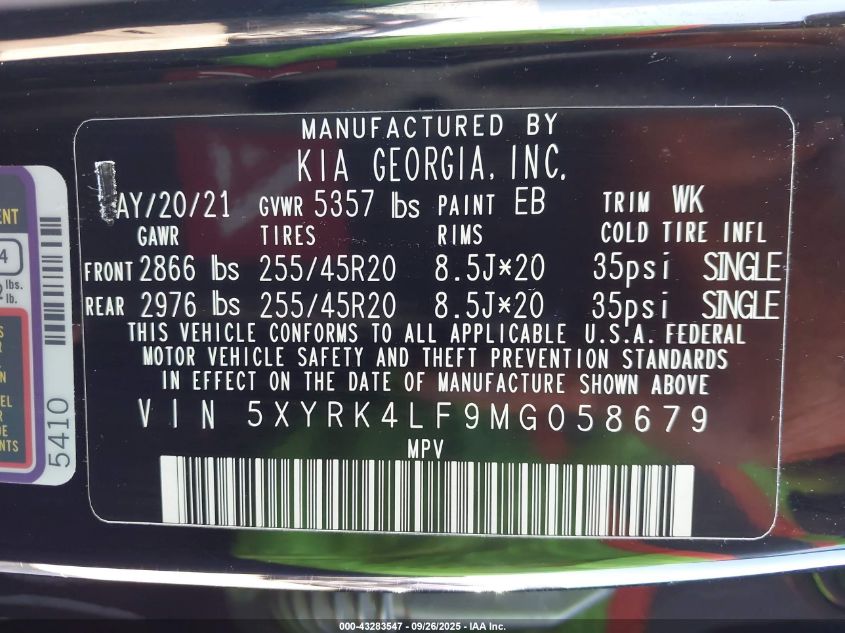 MANUFACTURED BY
KIA GEORGIA, INC.
AY/20/21 GVWR 5357 lbs PAINT EB TRIM WK
GAWR TIRES RIMS COLD TIRE INFL
FRONT 2866 lbs 255/45R20 8.5J*20 35psi SINGLE
REAR 2976 lbs 255/45R20 8.5J*20 35psi SINGLE
THIS VEHICLE CONFORMS TO ALL APPLICABLE U.S.A. FEDERAL
MOTOR VEHICLE SAFETY AND THEFT PREVENTION STANDARDS
IN EFFECT ON THE DATE OF MANUFACTURE SHOWN ABOVE
VIN 5XYRK4LF9MG058679
MPV
4
lbs.
lb.
5410
000-43283547 - 09/26/2025 - IAA Inc.